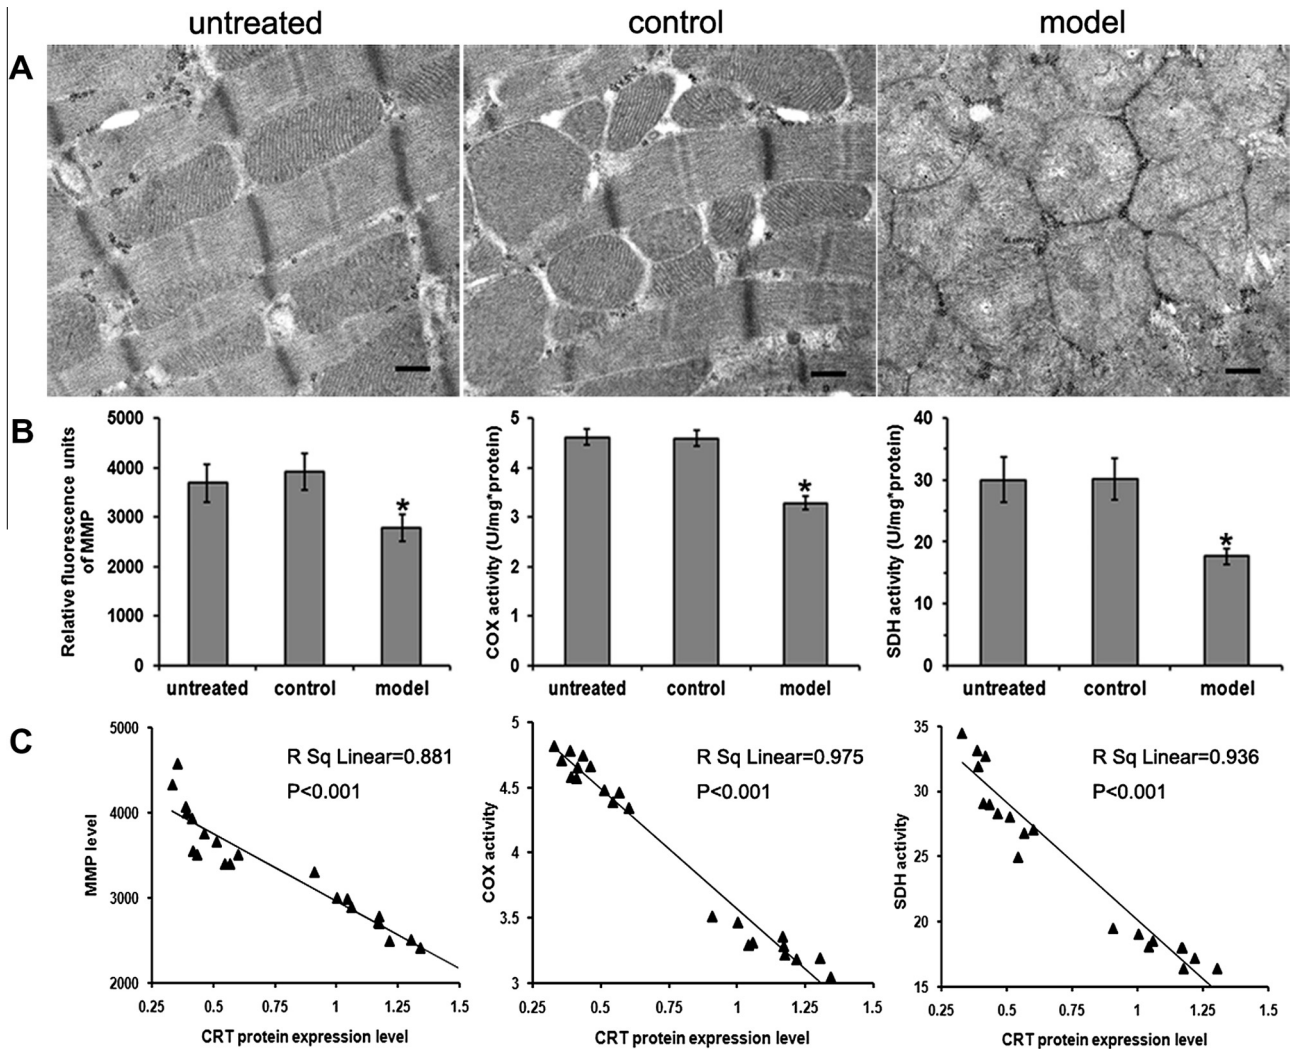 untreated control model
A
B
Relative fluorescence units
of MMP
5000
4000
3000
2000
1000
0
*
untreated control model
COX activity (U/mg*protein)
5
4
3
2
1
0
*
untreated control model
SDH activity (U/mg*protein)
40
30
20
10
0
*
untreated control model
C
MMP level
5000
4000
3000
2000
R Sq Linear=0.881
P<0.001
0.25 0.5 0.75 1 1.25 1.5
CRT protein expression level
COX activity
5
4.5
4
3.5
3
R Sq Linear=0.975
P<0.001
0.25 0.5 0.75 1 1.25 1.5
CRT protein expression level
SDH activity
35
30
25
20
15
R Sq Linear=0.936
P<0.001
0.25 0.5 0.75 1 1.25 1.5
CRT protein expression level